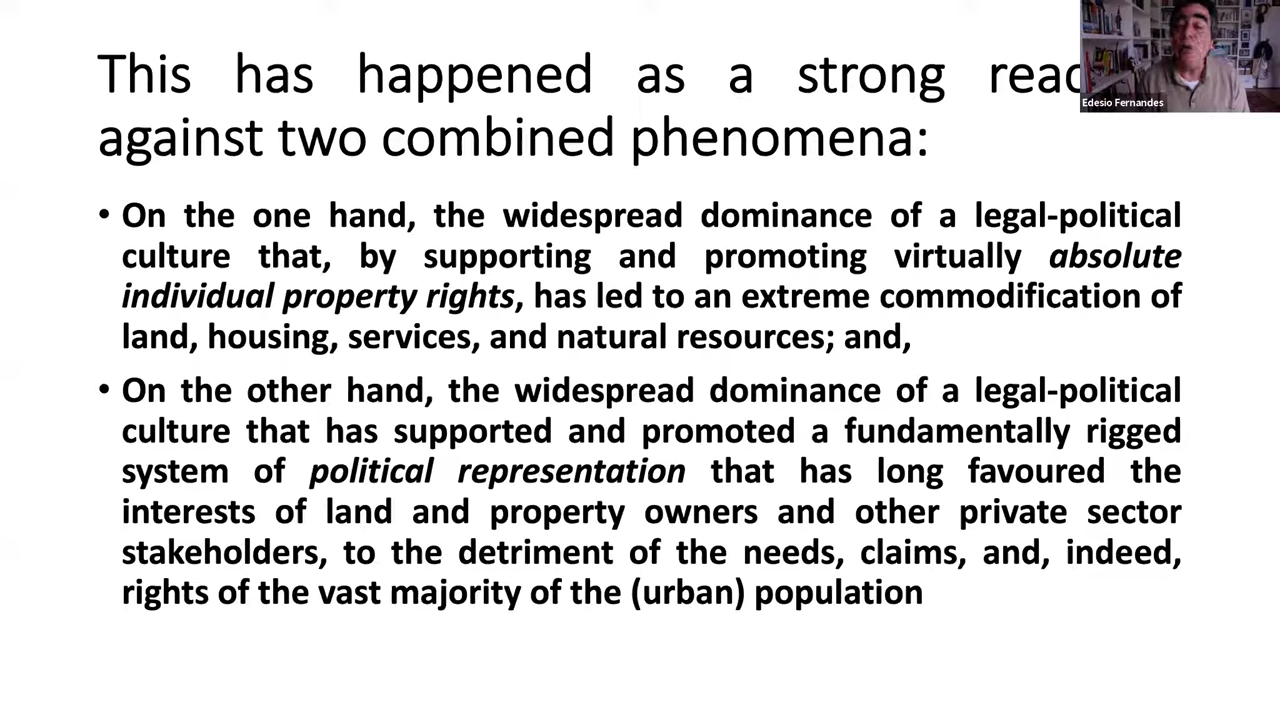 This has happened as a strong
against two combined phenomena:
• On the one hand, the widespread dominance of a legal-political
culture that, by supporting and promoting virtually absolute
individual property rights, has led to an extreme commodification of
land, housing, services, and natural resources; and,
• On the other hand, the widespread dominance of a legal-political
culture that has supported and promoted a fundamentally rigged
system of political representation that has long favoured the
interests of land and property owners and other private sector
stakeholders, to the detriment of the needs, claims, and, indeed,
rights of the vast majority of the (urban) population
Edesio Fernandes